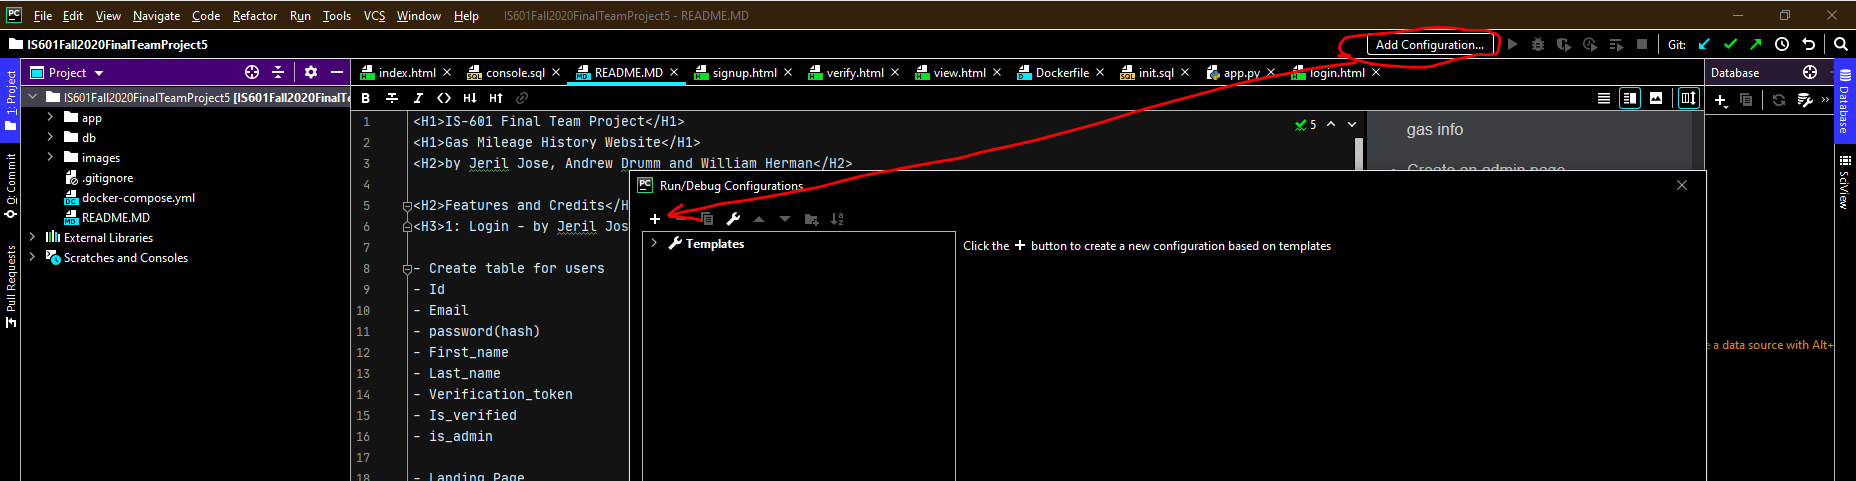 PC File Edit View Navigate Code Refactor Run Tools VCS Window Help IS601Fall2020FinalTeamProject5 - README.MD
IS601Fall2020FinalTeamProject5
Add Configuration...
Git:
1: Project
0: Commit
Pull Requests
Project
IS601Fall2020FinalTeamProject5 [IS601Fall2020FinalTe
app
db
images
.gitignore
docker-compose.yml
README.MD
External Libraries
Scratches and Consoles
index.html console.sql README.MD signup.html verify.html view.html Dockerfile init.sql app.py login.html
B I H↓ H↑
1 <H1>IS-601 Final Team Project</H1>
2 <H1>Gas Mileage History Website</H1>
3 <H2>by Jeril Jose, Andrew Drumm and William Herman</H2>
4
5 <H2>Features and Credits</H
6 <H3>1: Login - by Jeril Jos
7
8 - Create table for users
9 - Id
10 - Email
11 - password(hash)
12 - First_name
13 - Last_name
14 - Verification_token
15 - Is_verified
16 - is_admin
17
18 - Landing Page
5
gas info
Create an admin page
PC Run/Debug Configurations
Templates
Click the + button to create a new configuration based on templates
Database
e a data source with Alt+
Database
SciView